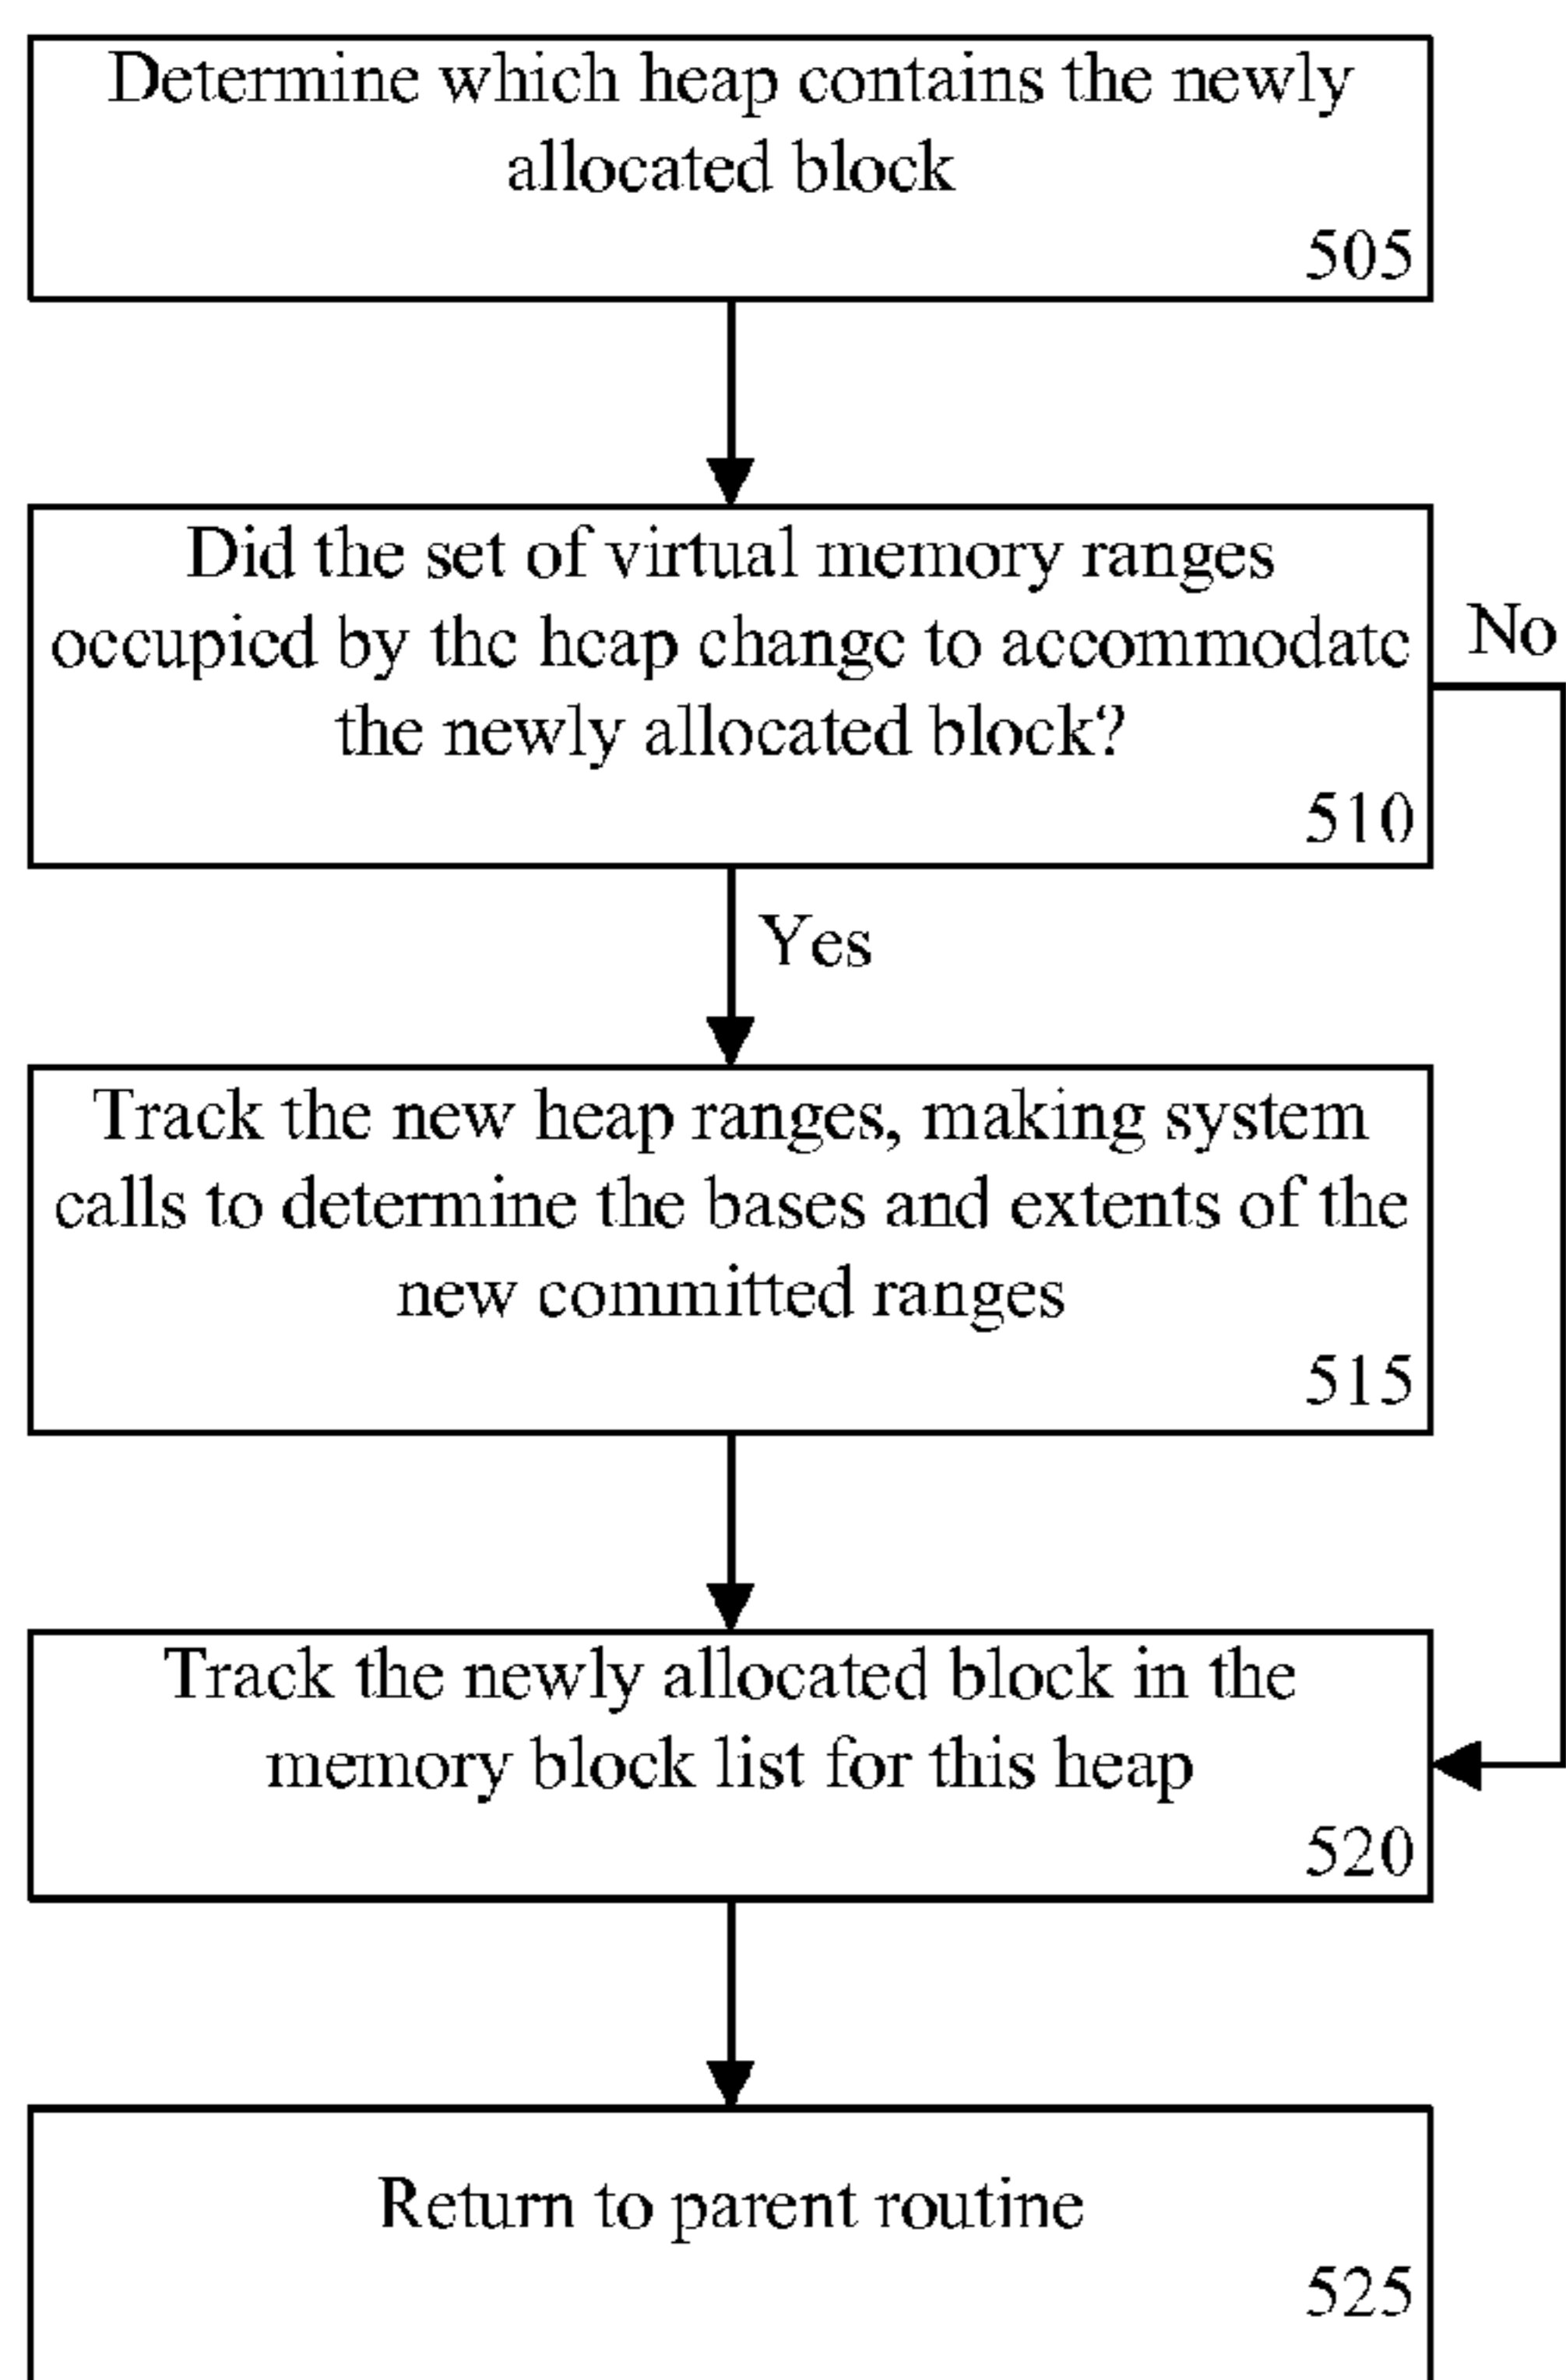 Determine which heap contains the newly
allocated block
505
Did the set of virtual memory ranges
occupied by the heap change to accommodate
the newly allocated block?
510
No
Yes
Track the new heap ranges, making system
calls to determine the bases and extents of the
new committed ranges
515
Track the newly allocated block in the
memory block list for this heap
520
Return to parent routine
525